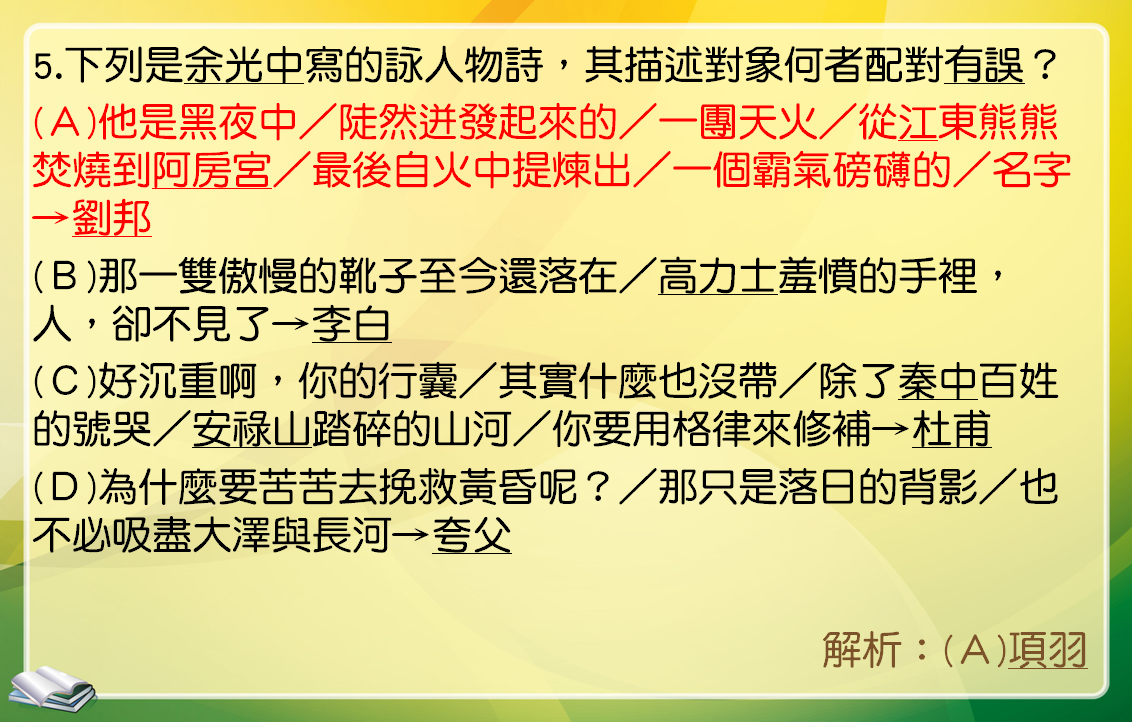 5.下列是余光中寫的詠人物詩，其描述對象何者配對有誤？
(Ａ)他是黑夜中／陡然迸發起來的／一團天火／從江東熊熊
焚燒到阿房宮／最後自火中提煉出／一個霸氣磅礴的／名字
→劉邦
(Ｂ)那一雙傲慢的靴子至今還落在／高力士羞憤的手裡，
人，卻不見了→李白
(Ｃ)好沉重啊，你的行囊／其實什麼也沒帶／除了秦中百姓
的號哭／安祿山踏碎的山河／你要用格律來修補→杜甫
(Ｄ)為什麼要苦苦去挽救黃昏呢？／那只是落日的背影／也
不必吸盡大澤與長河→夸父
解析：(Ａ)項羽